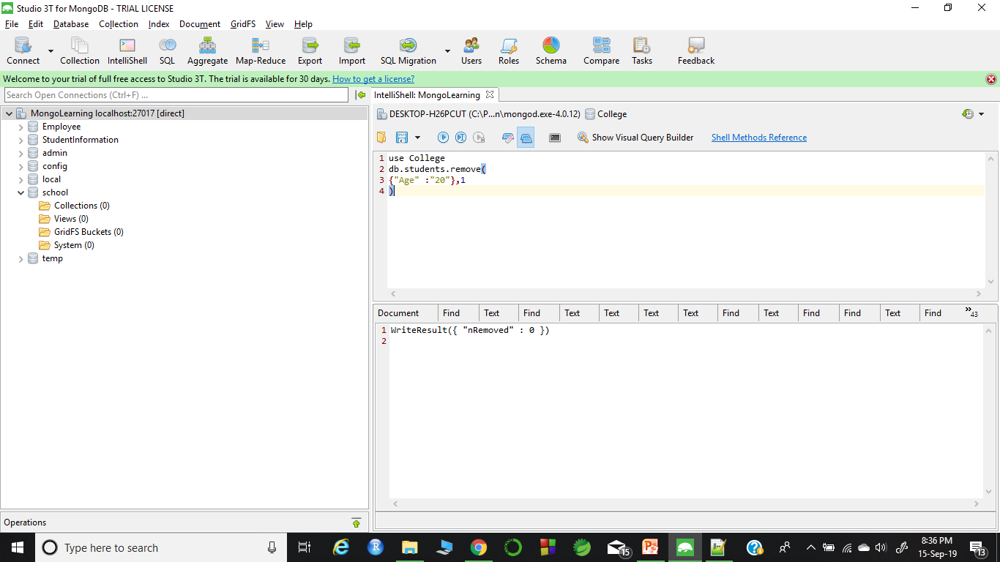 Studio 3T for MongoDB - TRIAL LICENSE
File Edit Database Collection Index Document GridFS View Help
Connect Collection IntelliShell SQL Aggregate Map-Reduce Export Import SQL Migration Users Roles Schema Compare Tasks Feedback
Welcome to your trial of full free access to Studio 3T. The trial is available for 30 days. How to get a license?
Search Open Connections (Ctrl+F) ...
MongoLearning localhost:27017 [direct]
Employee
StudentInformation
admin
config
local
school
Collections (0)
Views (0)
GridFS Buckets (0)
System (0)
temp
Operations
IntelliShell: MongoLearning
DESKTOP-H26PCUT (C:\P...n\mongod.exe-4.0.12) College
Show Visual Query Builder Shell Methods Reference
1 use College
2 db.students.remove(
3 {"Age" :"20"},1
4 )
Document Find Text Find Text Text Text Text Find Text Find Find Text Find »43
1 WriteResult({ "nRemoved" : 0 })
2
Type here to search
15
8:36 PM
15-Sep-19
13